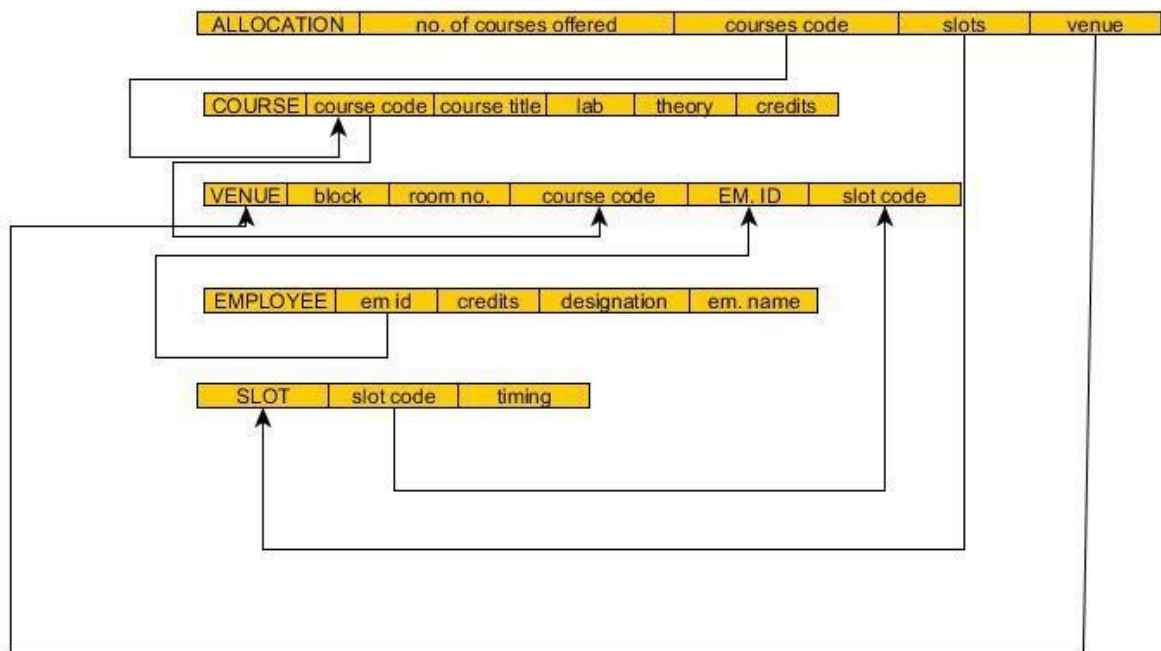 ALLOCATION no. of courses offered courses code slots venue
COURSE course code course title lab theory credits
VENUE block room no. course code EM. ID slot code
EMPLOYEE em id credits designation em. name
SLOT slot code timing